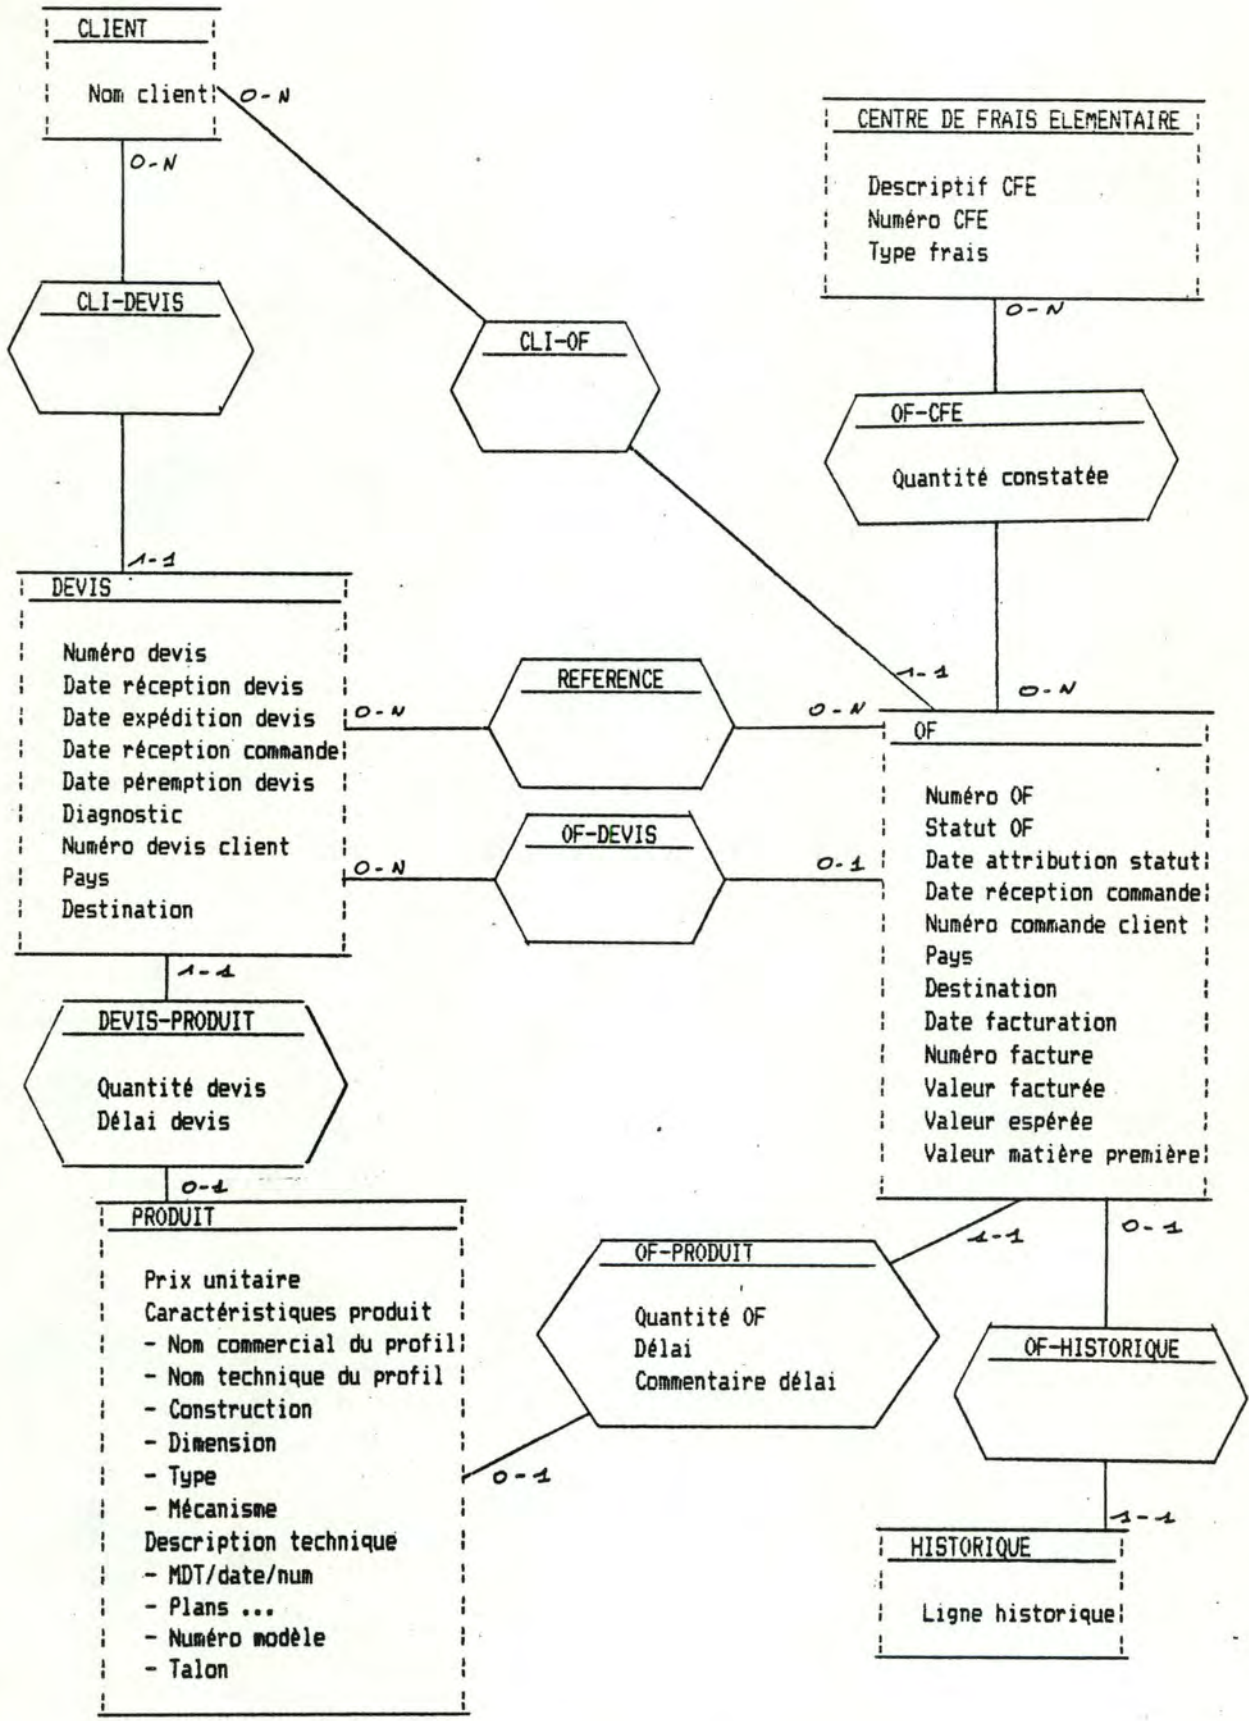 CLIENT
Nom client
0-N
0-N
CENTRE DE FRAIS ELEMENTAIRE
Descriptif CFE
Numéro CFE
Type frais
0-N
CLI-DEVIS
CLI-OF
OF-CFE
Quantité constatée
1-1
DEVIS
Numéro devis
Date réception devis
Date expédition devis
Date réception commande
Date péremption devis
Diagnostic
Numéro devis client
Pays
Destination
0-N
REFERENCE
0-N
0-N
OF-DEVIS
0-1
1-1
0-N
OF
Numéro OF
Statut OF
Date attribution statut
Date réception commande
Numéro commande client
Pays
Destination
Date facturation
Numéro facture
Valeur facturée
Valeur espérée
Valeur matière première
1-1
DEVIS-PRODUIT
Quantité devis
Délai devis
0-1
PRODUIT
Prix unitaire
Caractéristiques produit
- Nom commercial du profil
- Nom technique du profil
- Construction
- Dimension
- Type
- Mécanisme
Description technique
- MDT/date/num
- Plans ...
- Numéro modèle
- Talon
1-1
OF-PRODUIT
Quantité OF
Délai
Commentaire délai
0-1
0-1
OF-HISTORIQUE
1-1
HISTORIQUE
Ligne historique